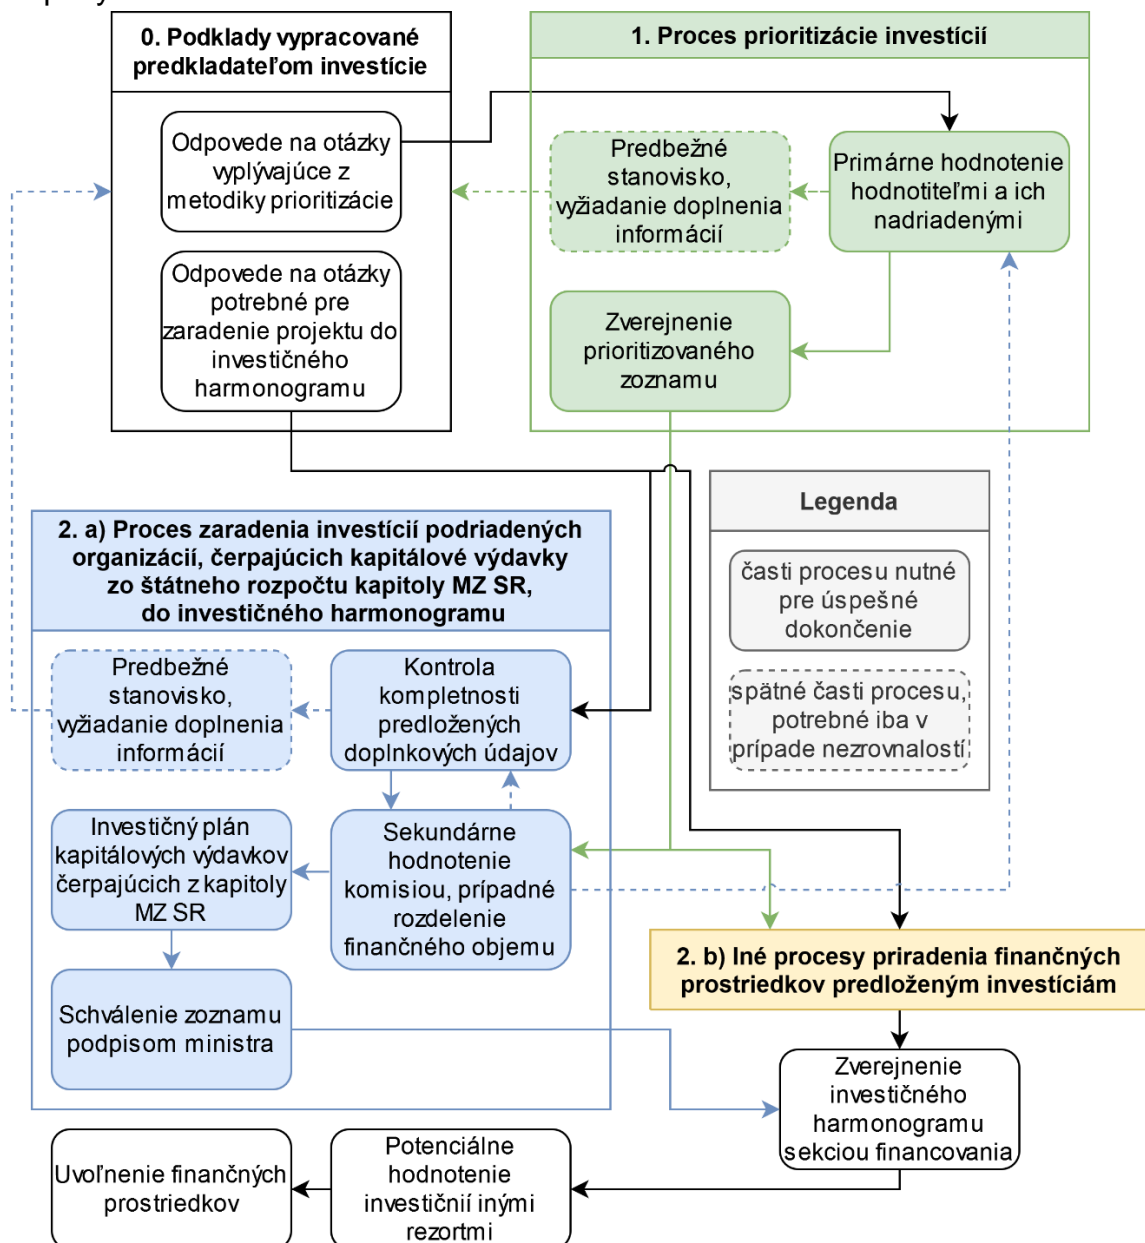 0. Podklady vypracované
predkladateľom investície
Odpovede na otázky
vyplývajúce z
metodiky prioritizácie
Odpovede na otázky
potrebné pre
zaradenie projektu do
investičného
harmonogramu
1. Proces prioritizácie investícií
Predbežné
stanovisko,
vyžiadanie doplnenia
informácií
Primárne hodnotenie
hodnotiteľmi a ich
nadriadenými
Zverejnenie
prioritizovaného
zoznamu
Legenda
časti procesu nutné
pre úspešné
dokončenie
spätné časti procesu,
potrebné iba v
prípade nezrovnalostí
2. a) Proces zaradenia investícií podriadených
organizácií, čerpajúcich kapitálové výdavky
zo štátneho rozpočtu kapitoly MZ SR,
do investičného harmonogramu
Predbežné
stanovisko,
vyžiadanie doplnenia
informácií
Kontrola
kompletnosti
predložených
doplnkových údajov
Investičný plán
kapitálových výdavkov
čerpajúcich z kapitoly
MZ SR
Sekundárne
hodnotenie
komisiou, prípadné
rozdelenie
finančného objemu
Schválenie zoznamu
podpisom ministra
2. b) Iné procesy priradenia finančných
prostriedkov predloženým investíciám
Zverejnenie
investičného
harmonogramu
sekciou financovania
Potenciálne
hodnotenie
investičnií inými
rezortmi
Uvoľnenie finančných
prostriedkov